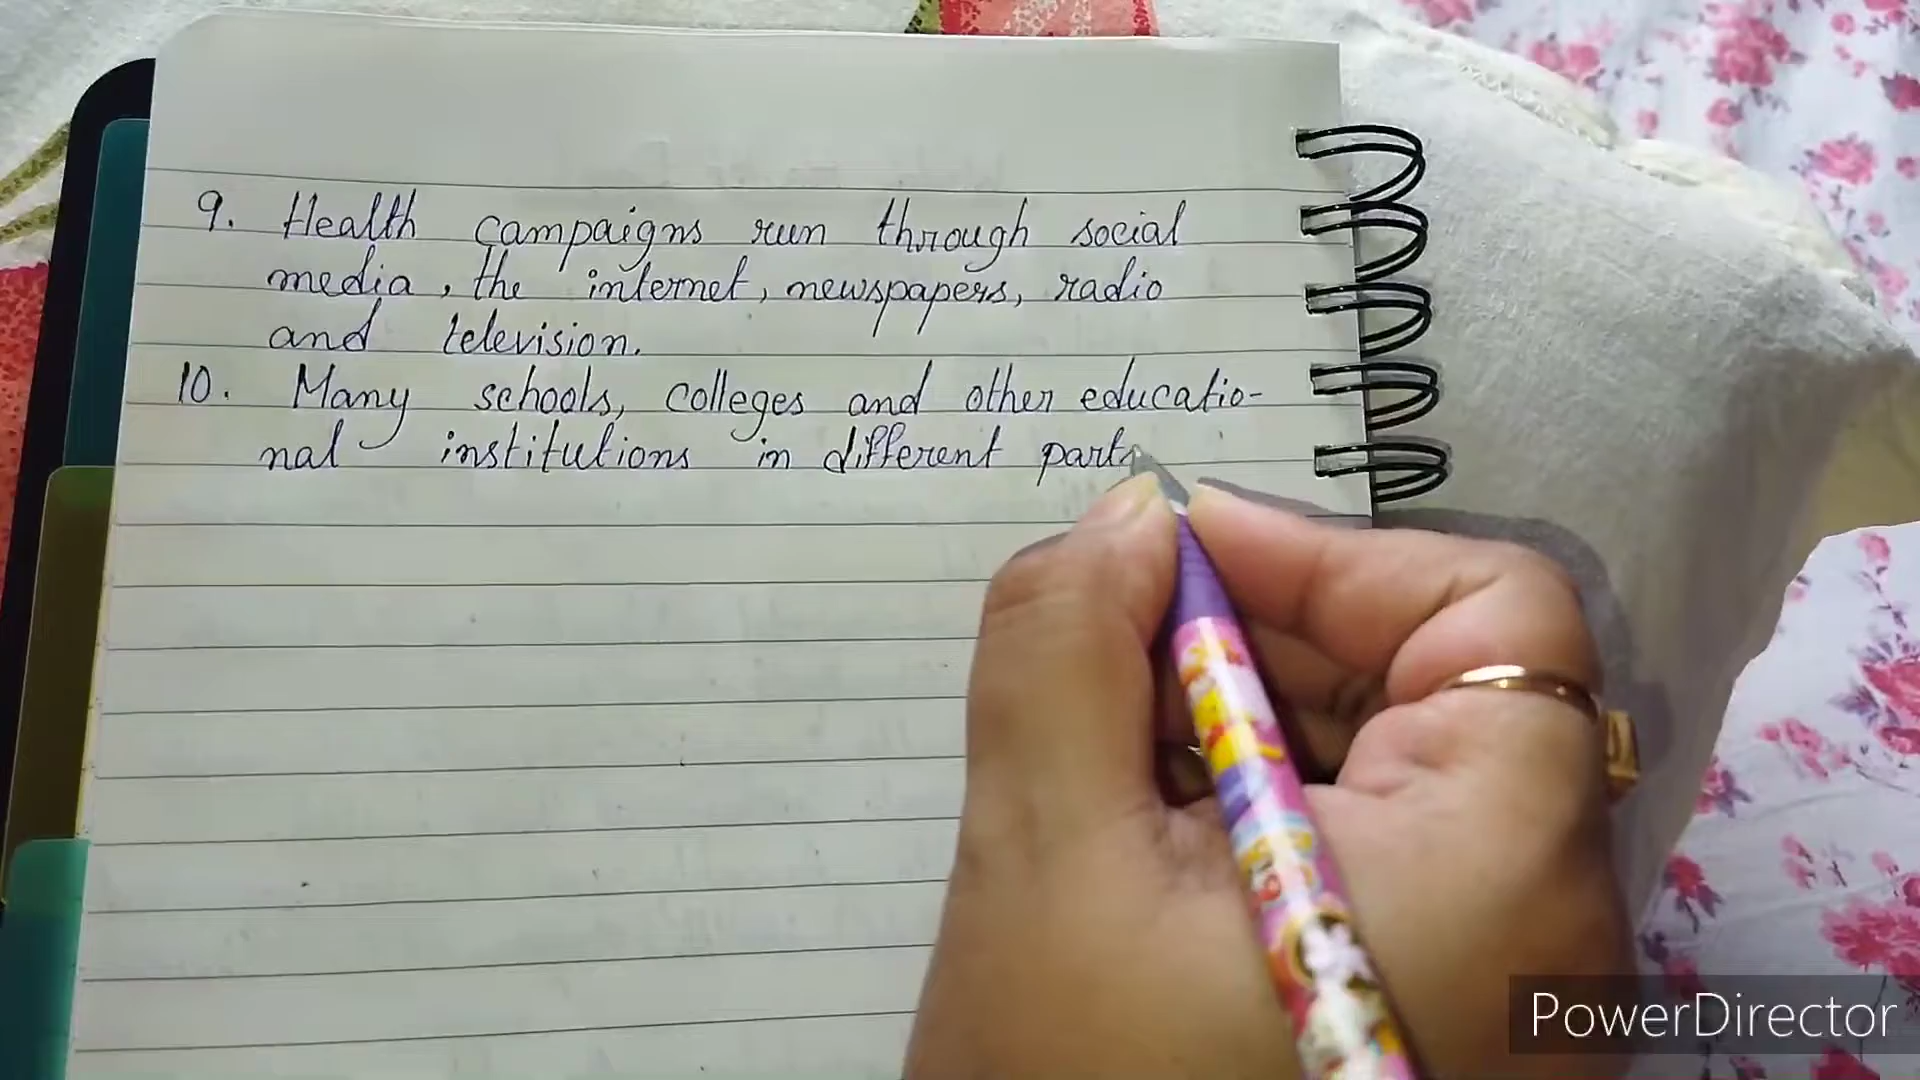 9. Health campaigns run through social
media, the internet, newspapers, radio
and television.
10. Many schools, colleges and other educatio-
nal institutions in different parts
PowerDirector